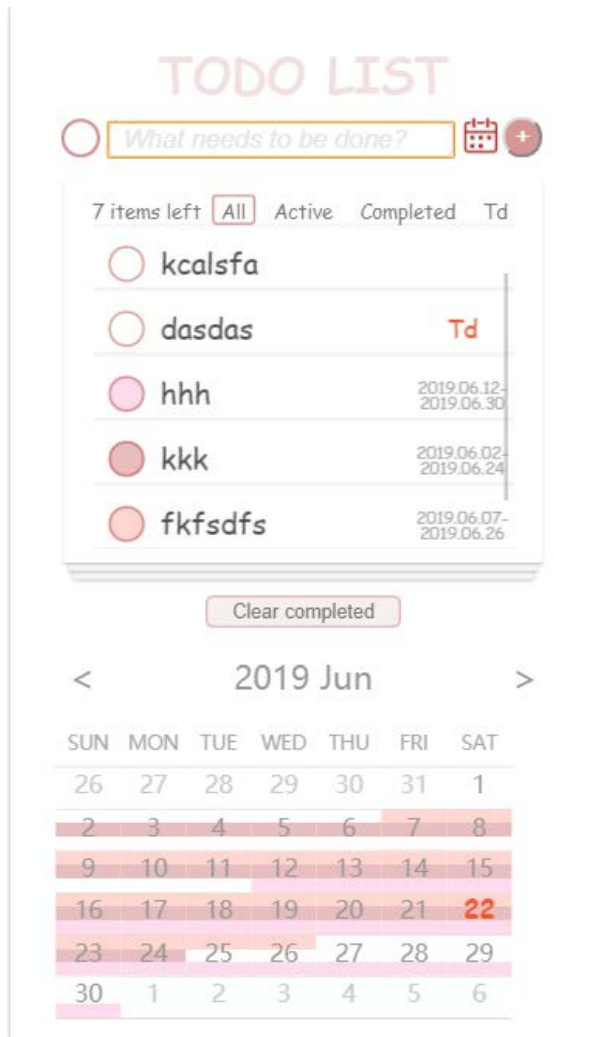 TODO LIST
What needs to be done? +
7 items left All Active Completed Td
kcalsfa
dasdas Td
hhh 2019.06.12-
2019.06.30
kkk 2019.06.02-
2019.06.24
fkfsdfs 2019.06.07-
2019.06.26
Clear completed
< 2019 Jun >
SUN MON TUE WED THU FRI SAT
26 27 28 29 30 31 1
2 3 4 5 6 7 8
9 10 11 12 13 14 15
16 17 18 19 20 21 22
23 24 25 26 27 28 29
30 1 2 3 4 5 6